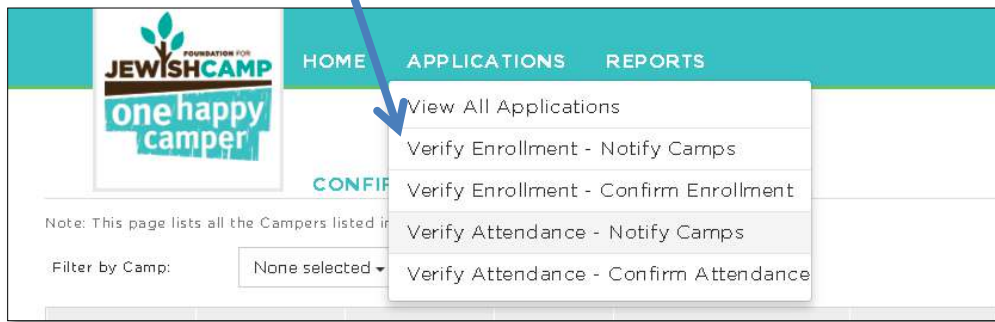 FOUNDATION FOR
JEWISHCAMP
one happy
camper
HOME APPLICATIONS REPORTS
View All Applications
Verify Enrollment - Notify Camps
Verify Enrollment - Confirm Enrollment
Verify Attendance - Notify Camps
Verify Attendance - Confirm Attendance
CONFI
Note: This page lists all the Campers listed i
Filter by Camp: None selected